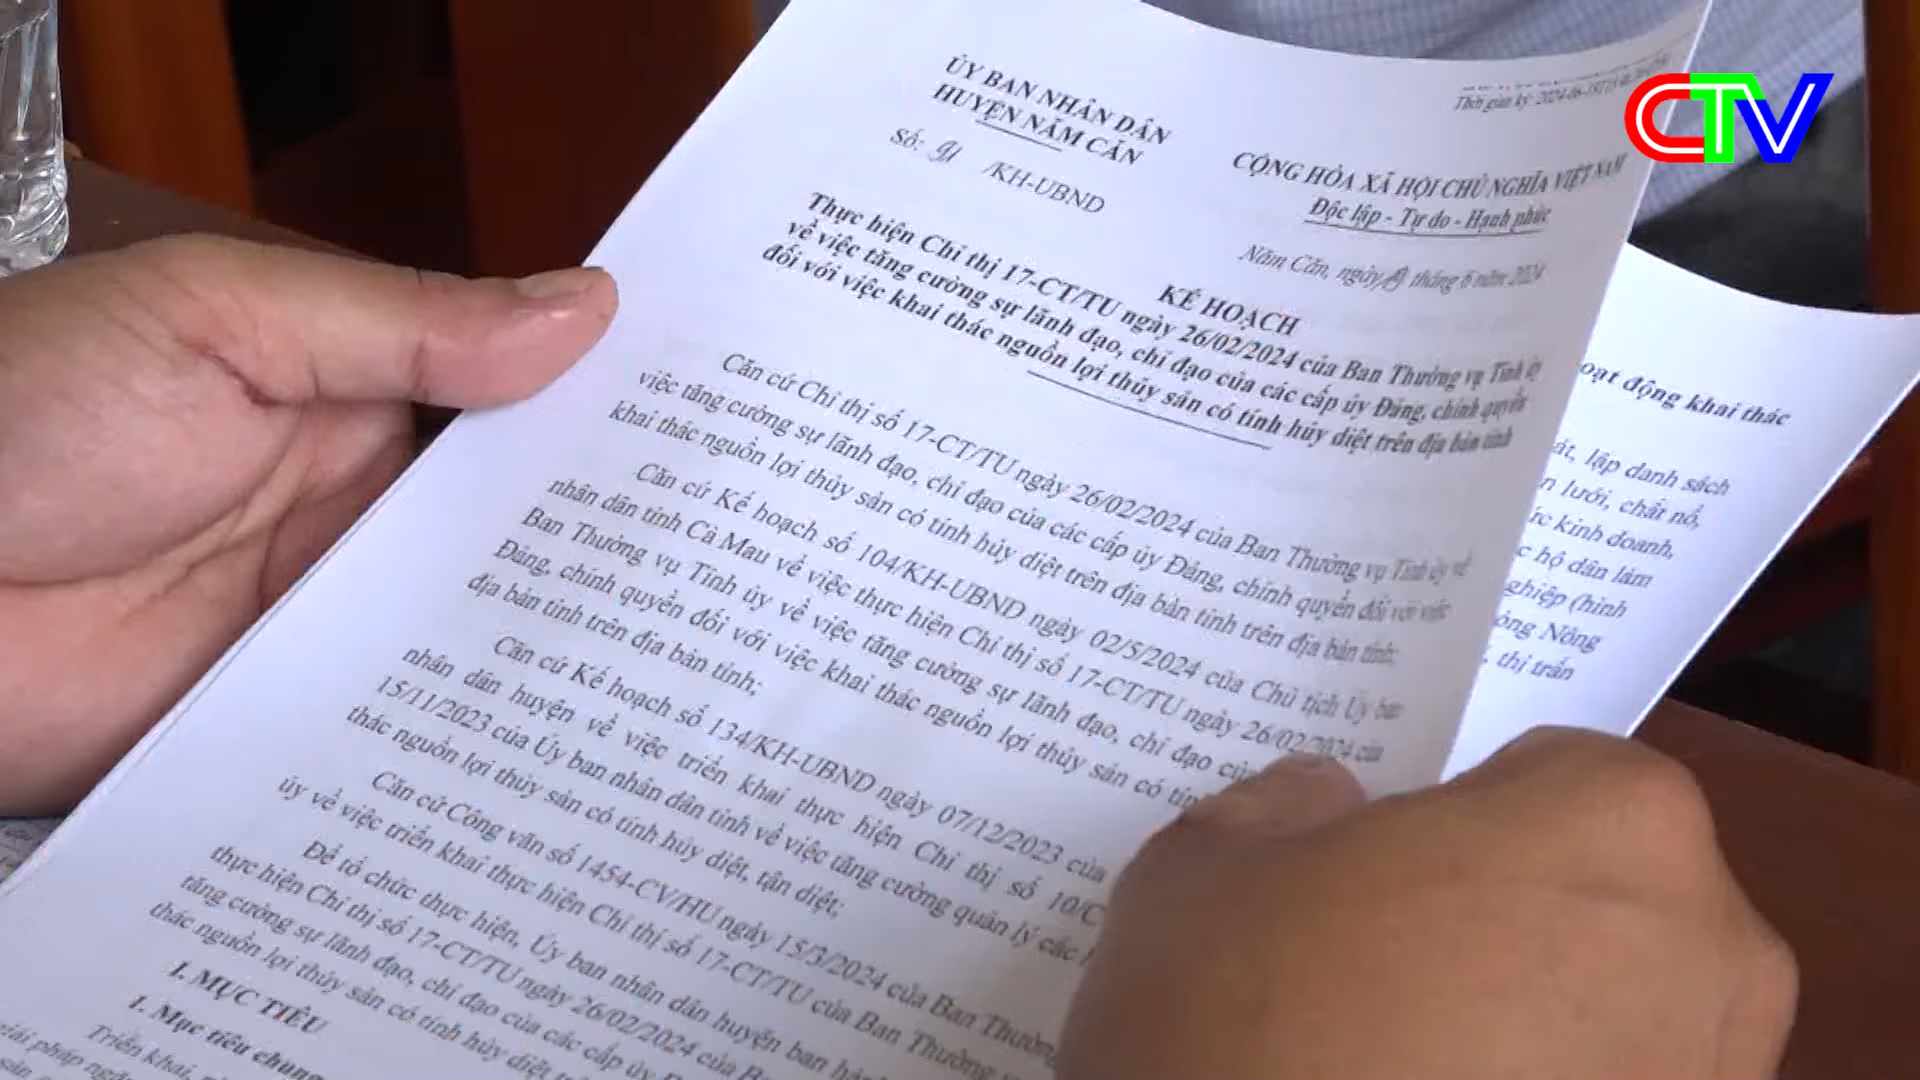 CTV
Thời gian ký:
ỦY BAN NHÂN DÂN
HUYỆN NĂM CĂN
Số: /KH-UBND
CỘNG HÒA XÃ HỘI CHỦ NGHĨA VIỆT NAM
Độc lập - Tự do - Hạnh phúc
Năm Căn, ngày tháng 6 năm 2024
KẾ HOẠCH
Thực hiện Chỉ thị 17-CT/TU ngày 26/02/2024 của Ban Thường vụ Tỉnh ủy
về việc tăng cường sự lãnh đạo, chỉ đạo của các cấp ủy Đảng, chính quyền
đối với việc khai thác nguồn lợi thủy sản có tính hủy diệt trên địa bàn tỉnh
Căn cứ Chỉ thị số 17-CT/TU ngày 26/02/2024 của Ban Thường vụ Tỉnh ủy về
việc tăng cường sự lãnh đạo, chỉ đạo của các cấp ủy Đảng, chính quyền đối với việc
khai thác nguồn lợi thủy sản có tính hủy diệt trên địa bàn tỉnh;
Căn cứ Kế hoạch số 104/KH-UBND ngày 02/5/2024 của Chủ tịch Ủy ban
nhân dân tỉnh Cà Mau về việc thực hiện Chỉ thị số 17-CT/TU ngày 26/02/2024 của
Ban Thường vụ Tỉnh ủy về việc tăng cường sự lãnh đạo, chỉ đạo của
Đảng, chính quyền đối với việc khai thác nguồn lợi thủy sản có tính
địa bàn tỉnh trên địa bàn tỉnh;
Căn cứ Kế hoạch số 134/KH-UBND ngày 07/12/2023 của
nhân dân huyện về việc triển khai thực hiện Chỉ thị số 10/C
15/11/2023 của Ủy ban nhân dân tỉnh về việc tăng cường quản lý các
thác nguồn lợi thủy sản có tính hủy diệt, tận diệt;
Căn cứ Công văn số 1454-CV/HU ngày 15/3/2024 của Ban Thường
ủy về việc triển khai thực hiện Chỉ thị số 17-CT/TU của Ban Thường
Để tổ chức thực hiện, Ủy ban nhân dân huyện ban
thực hiện Chỉ thị số 17-CT/TU ngày 26/02/2024 của Ban
tăng cường sự lãnh đạo, chỉ đạo của các cấp ủy
thác nguồn lợi thủy sản có tính hủy diệt
I. MỤC TIÊU
1. Mục tiêu chung
Triển khai,
giải pháp
oạt động khai thác
át, lập danh sách
n lưới, chất nổ,
ức kinh doanh,
c hộ dân làm
nghiệp (hình
òng Nông
, thị trấn